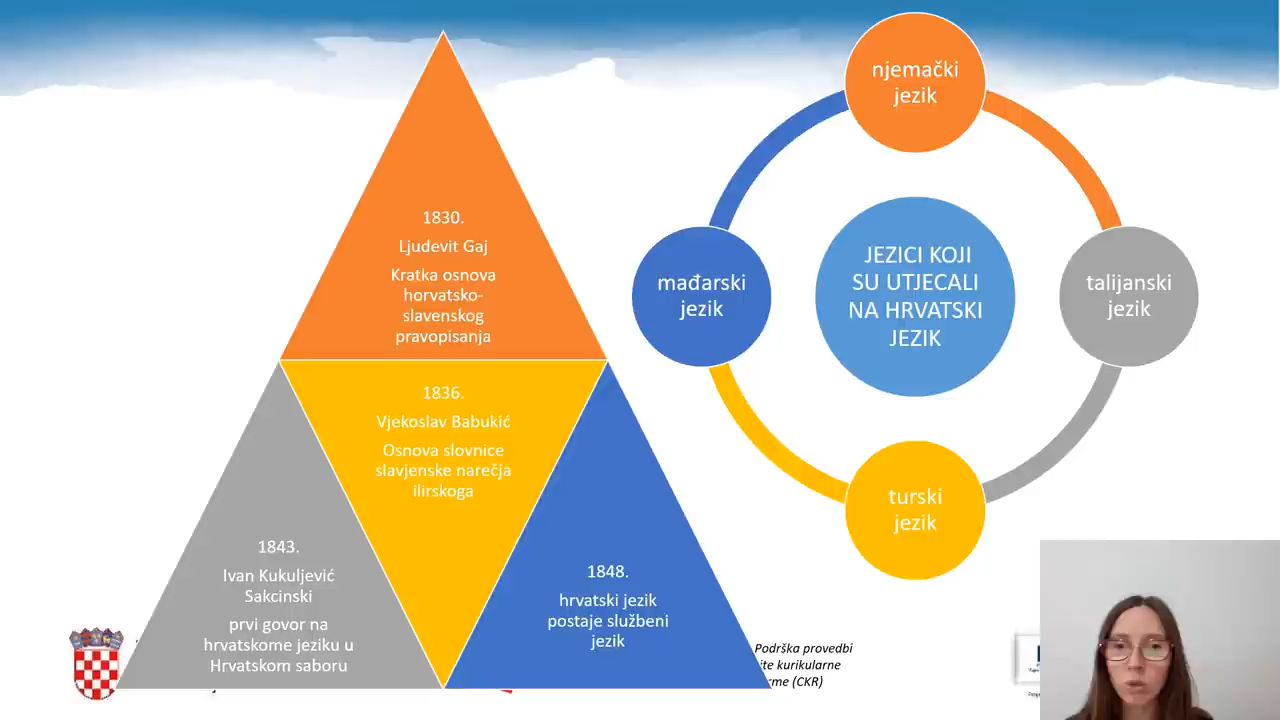 1830.
Ljudevit Gaj
Kratka osnova
horvatsko-
slavenskog
pravopisanja
1836.
Vjekoslav Babukić
Osnova slovnice
slavjenske narečja
ilirskoga
1843.
Ivan Kukuljević
Sakcinski
prvi govor na
hrvatskome jeziku u
Hrvatskom saboru
1848.
hrvatski jezik
postaje službeni
jezik
njemački
jezik
mađarski
jezik
JEZICI KOJI
SU UTJECALI
NA HRVATSKI
JEZIK
talijanski
jezik
turski
jezik
Podrška provedbi
kurikularne
(CKR)